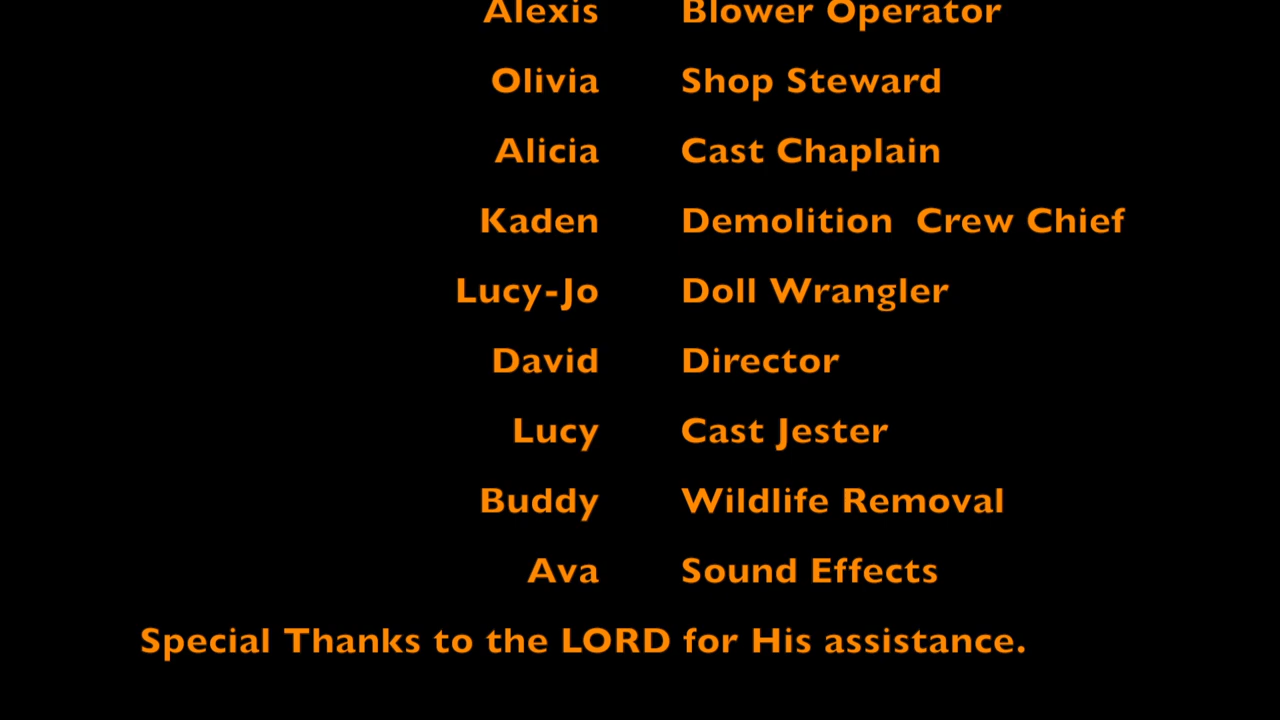 Alexis Blower Operator
Olivia Shop Steward
Alicia Cast Chaplain
Kaden Demolition  Crew Chief
Lucy-Jo Doll Wrangler
David Director
Lucy Cast Jester
Buddy Wildlife Removal
Ava Sound Effects
Special Thanks to the LORD for His assistance.